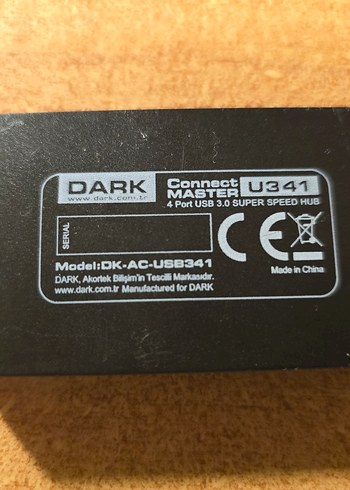 DARK
www.dark.com.tr
Connect
MASTER U341
4 Port USB 3.0 SUPER SPEED HUB
SERIAL
CE
Model:DK-AC-USB341
Made in China
DARK, Akortek Bilişim'in Tescilli Markasıdır.
www.dark.com.tr Manufactured for DARK